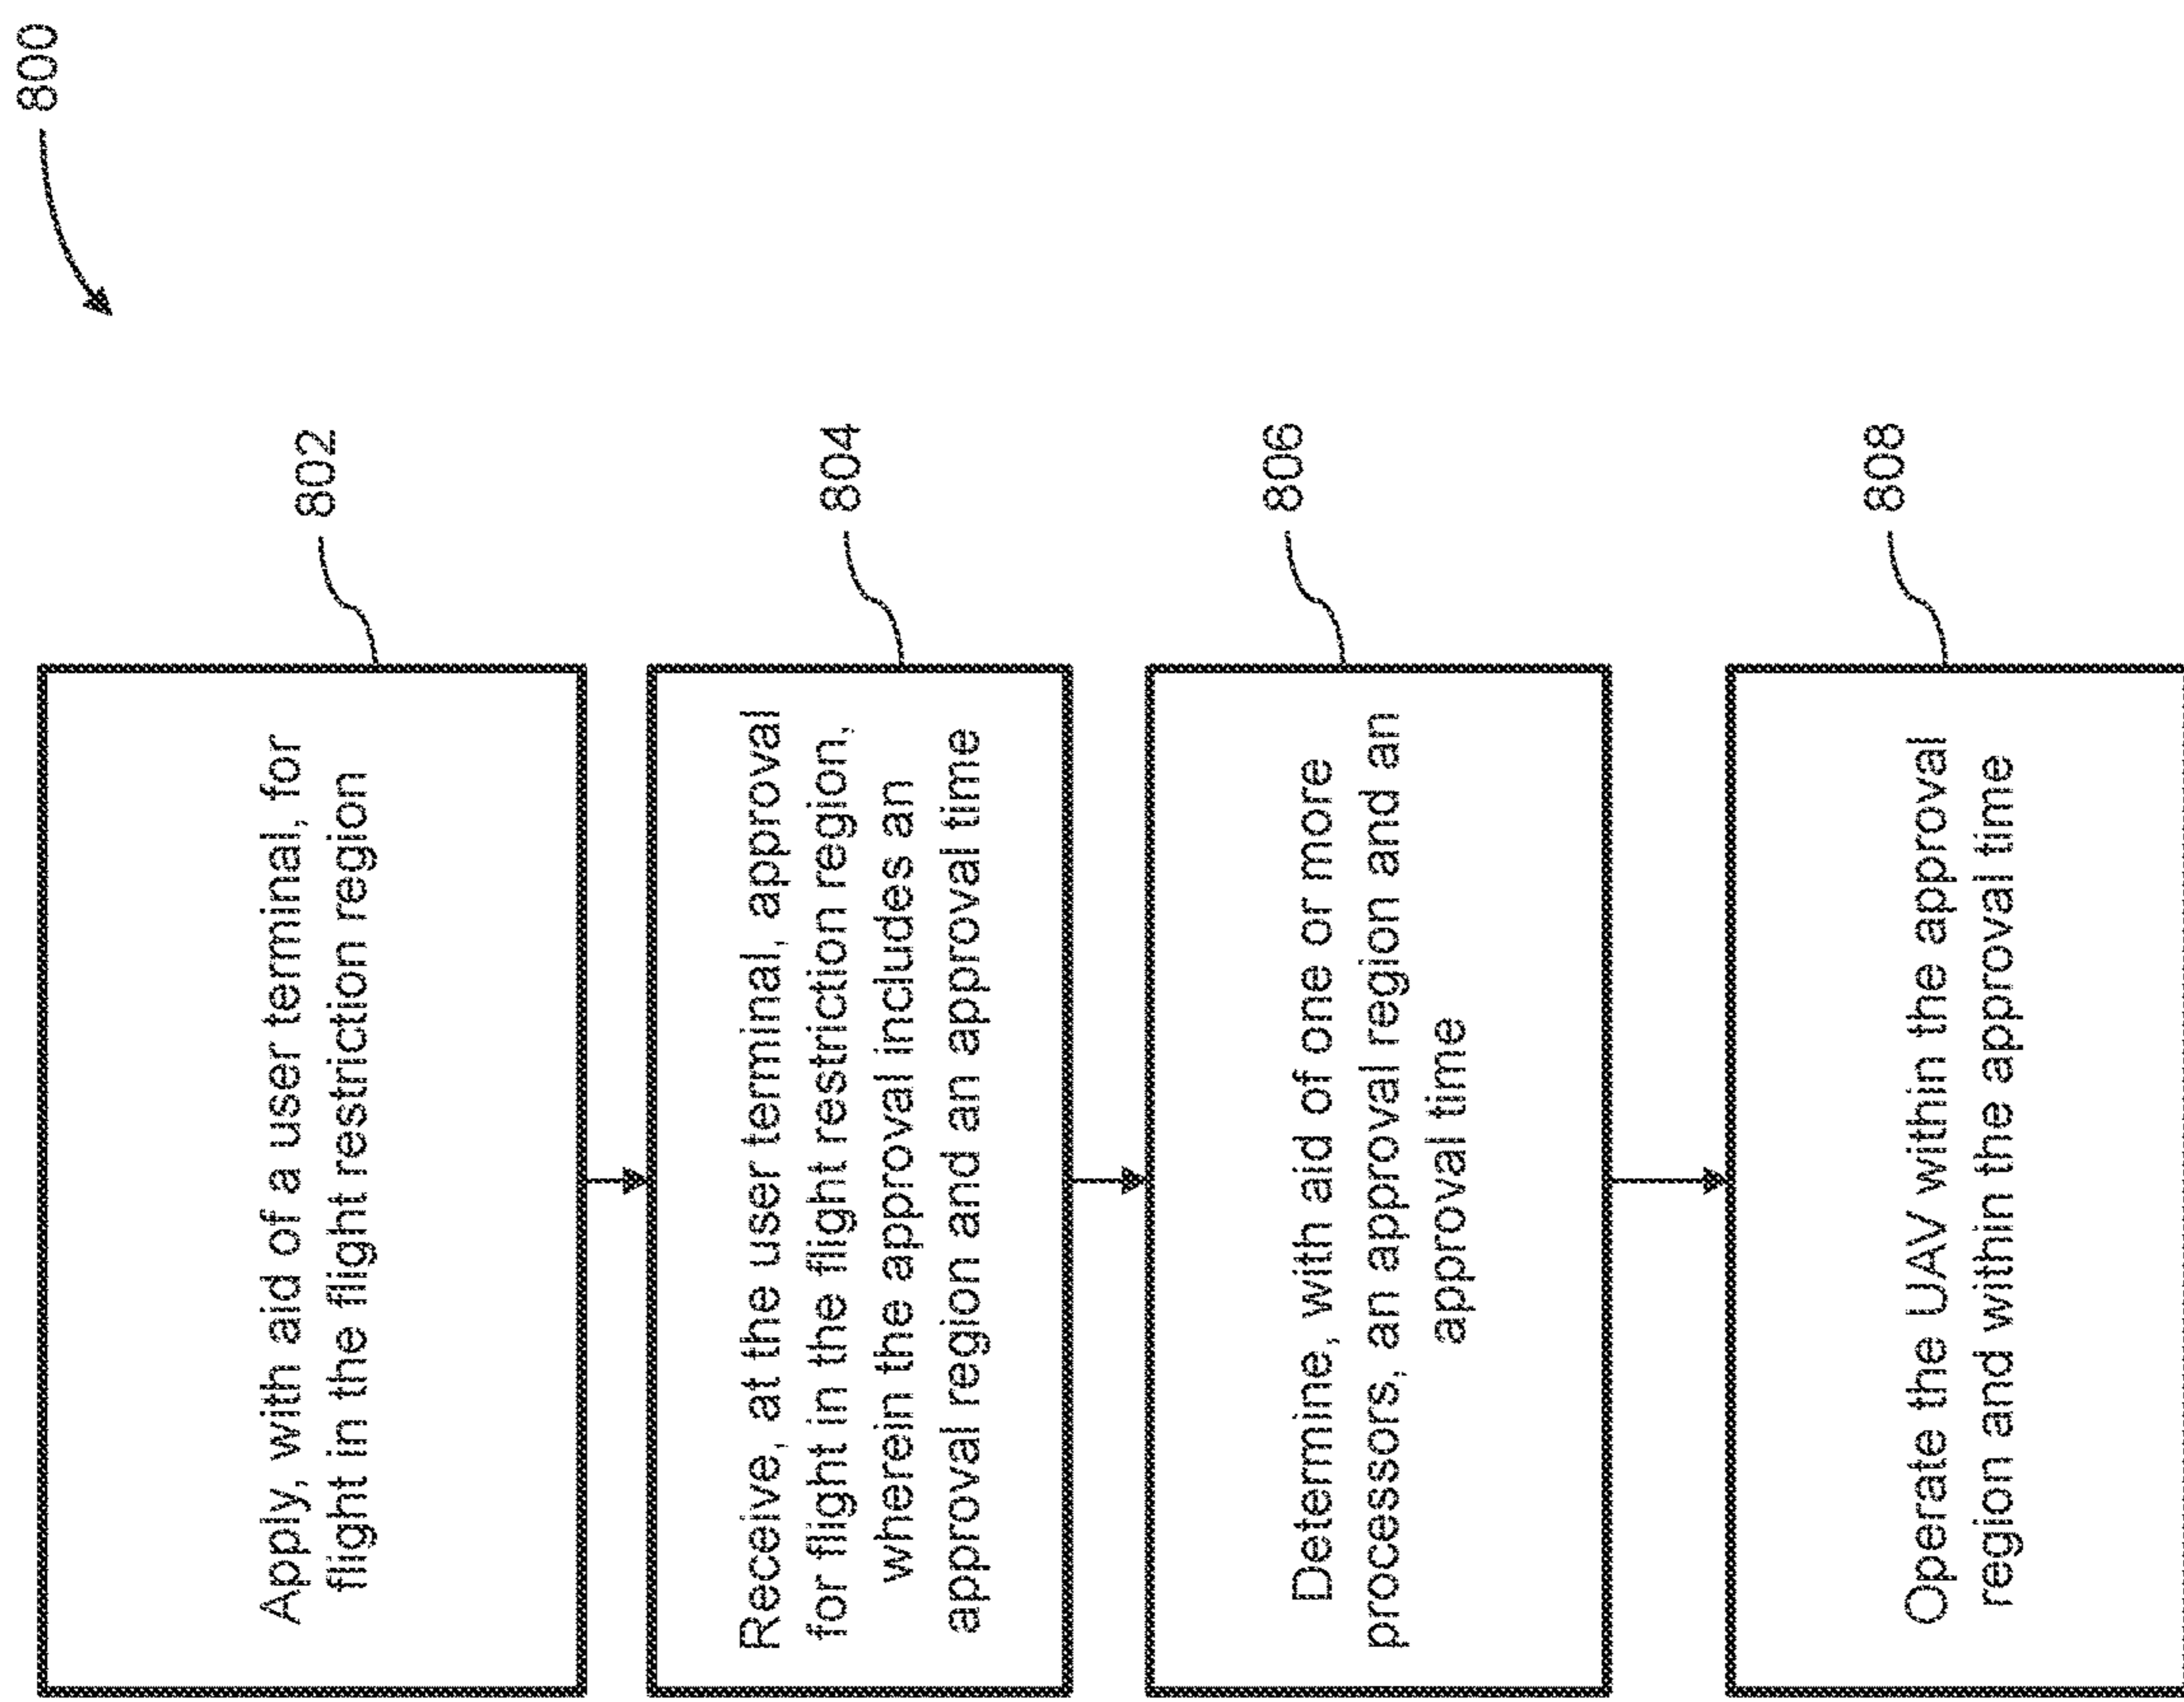 800
Apply, with aid of a user terminal, for
flight in the flight restriction region
802
Receive, at the user terminal, approval
for flight in the flight restriction region,
wherein the approval includes an
approval region and an approval time
804
Determine, with aid of one or more
processors, an approval region and an
approval time
806
Operate the UAV within the approval
region and within the approval time
808